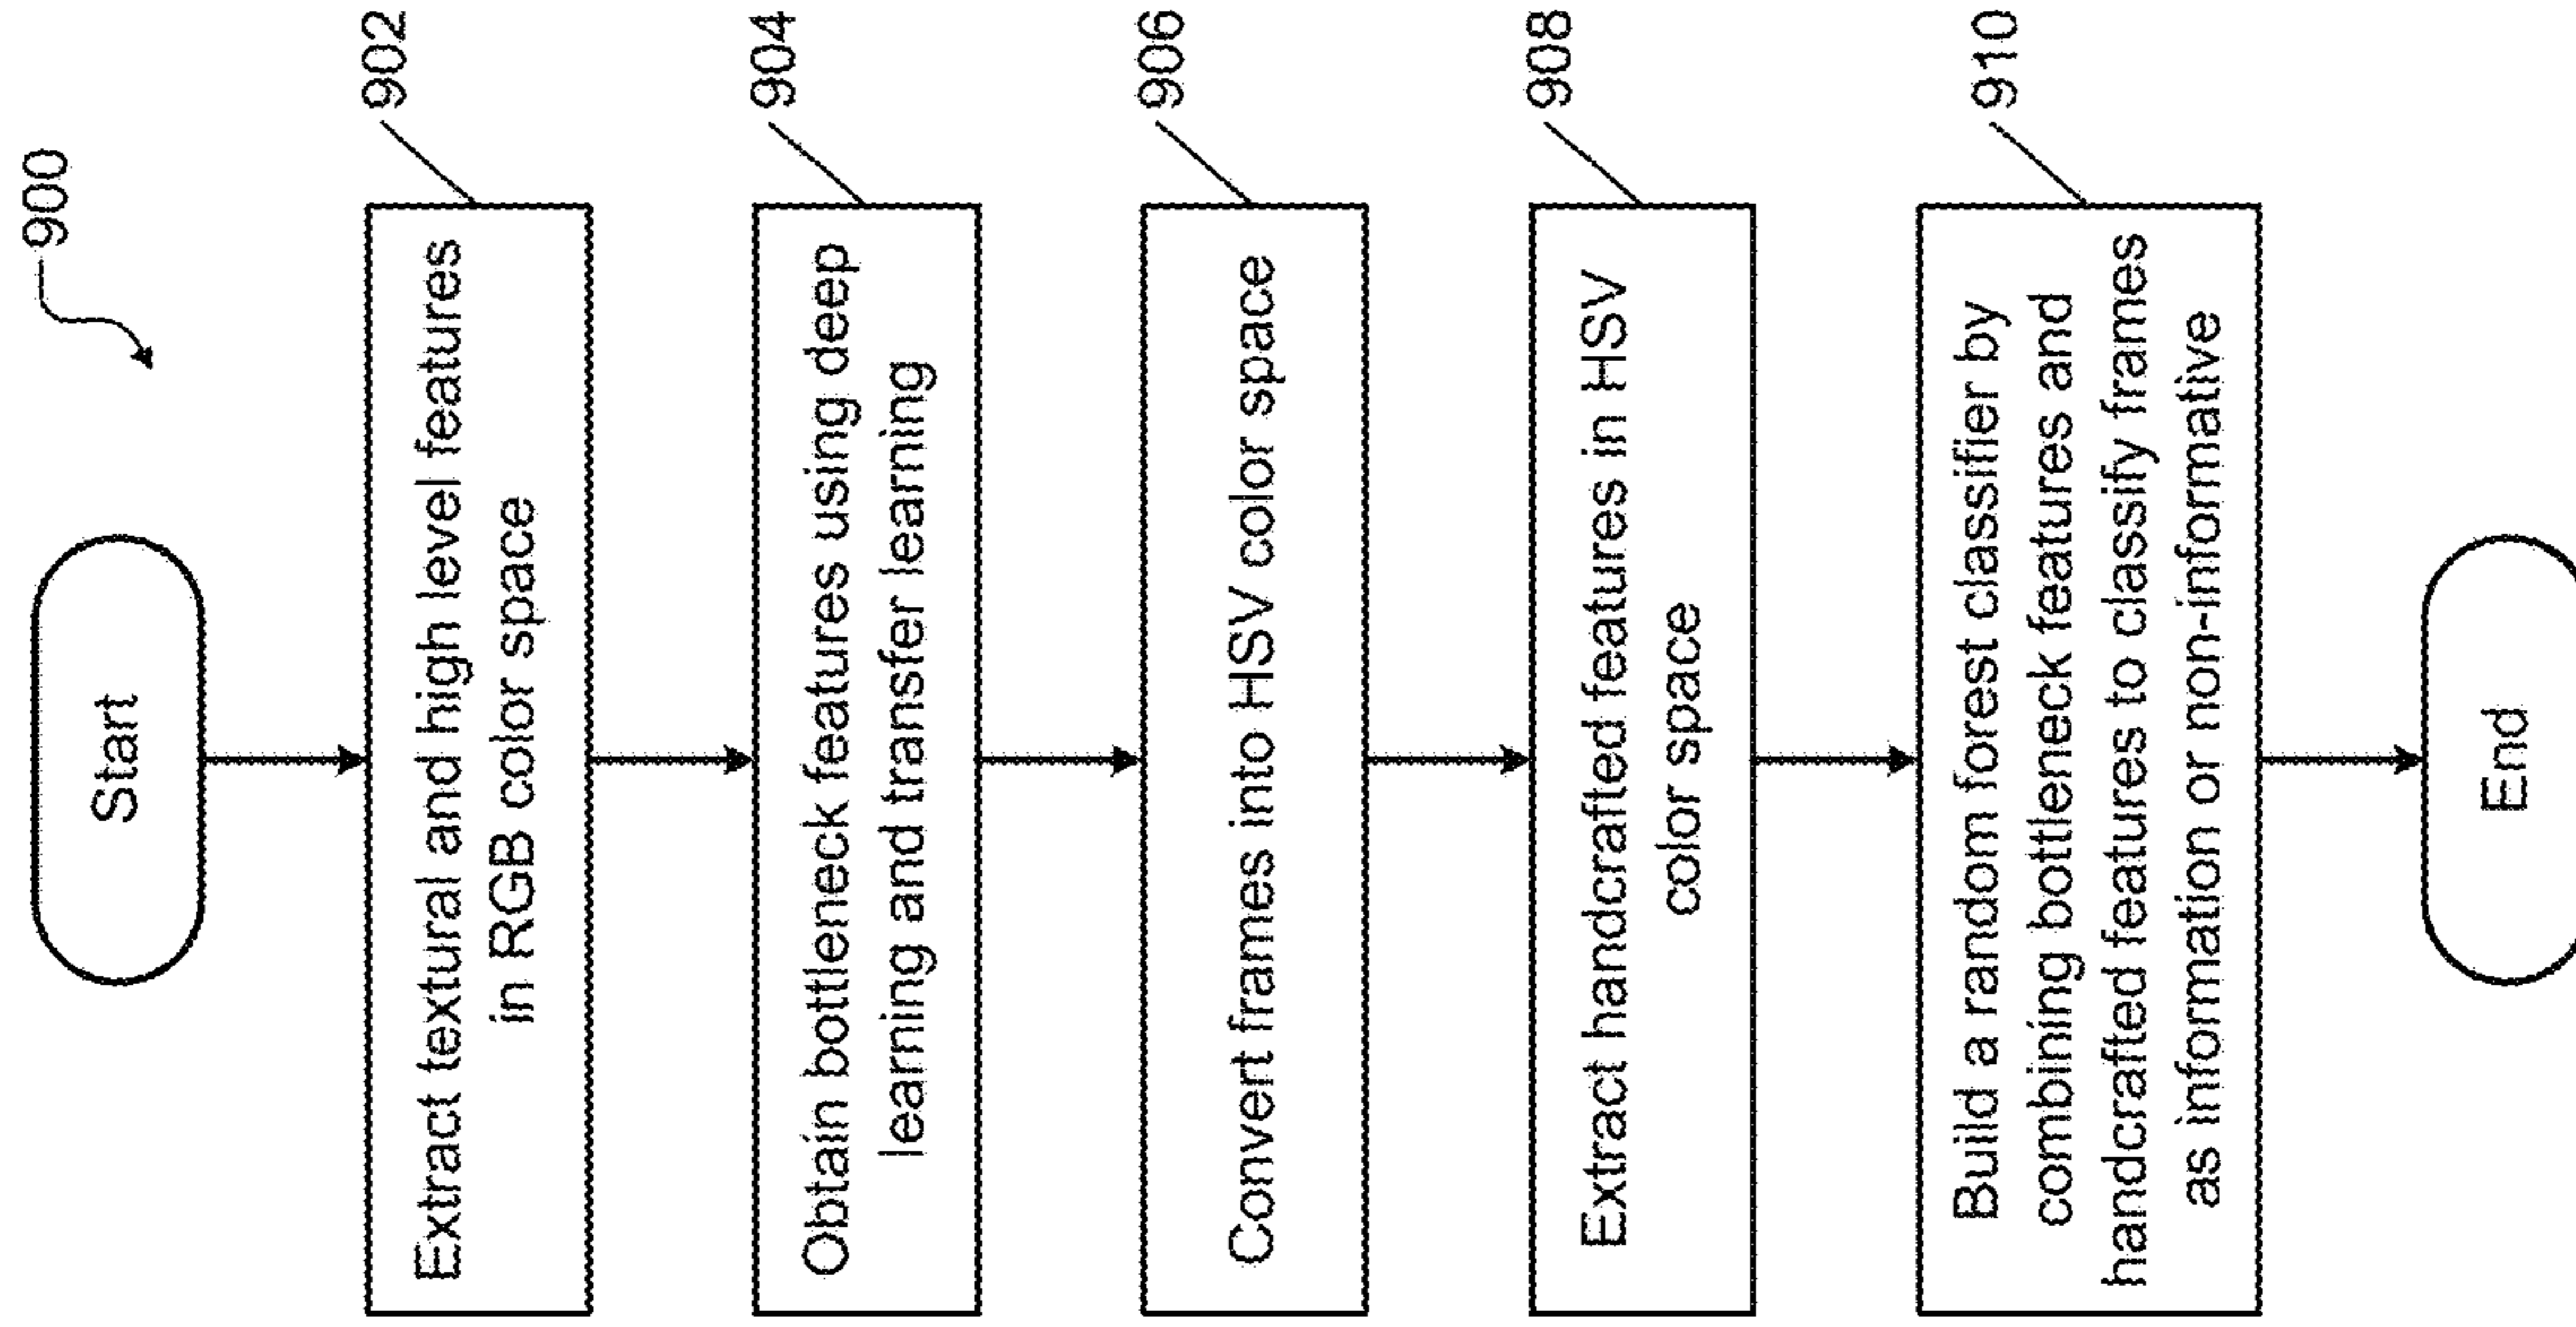 900
Start
Extract textural and high level features
in RGB color space
902
Obtain bottleneck features using deep
learning and transfer learning
904
Convert frames into HSV color space
906
Extract handcrafted features in HSV
color space
908
Build a random forest classifier by
combining bottleneck features and
handcrafted features to classify frames
as information or non-informative
910
End